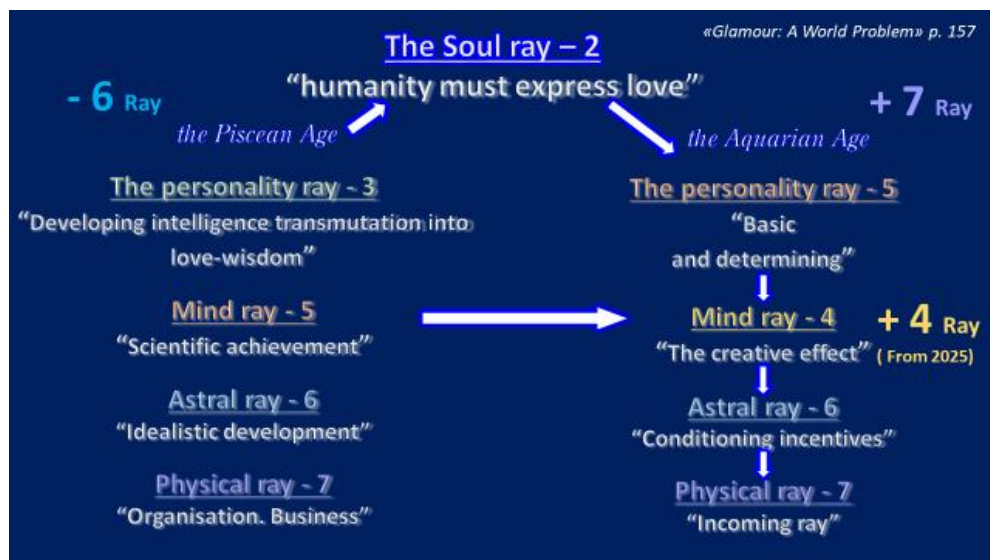 «Glamour: A World Problem» p. 157
The Soul ray – 2
“humanity must express love”
- 6 Ray
+ 7 Ray
the Piscean Age
the Aquarian Age
The personality ray - 3
“Developing intelligence transmutation into
love-wisdom”
Mind ray - 5
“Scientific achievement”
Astral ray - 6
“Idealistic development”
Physical ray - 7
“Organisation. Business”
The personality ray - 5
“Basic
and determining”
Mind ray - 4
“The creative effect”
+ 4 Ray
( From 2025)
Astral ray - 6
“Conditioning incentives”
Physical ray - 7
“Incoming ray”